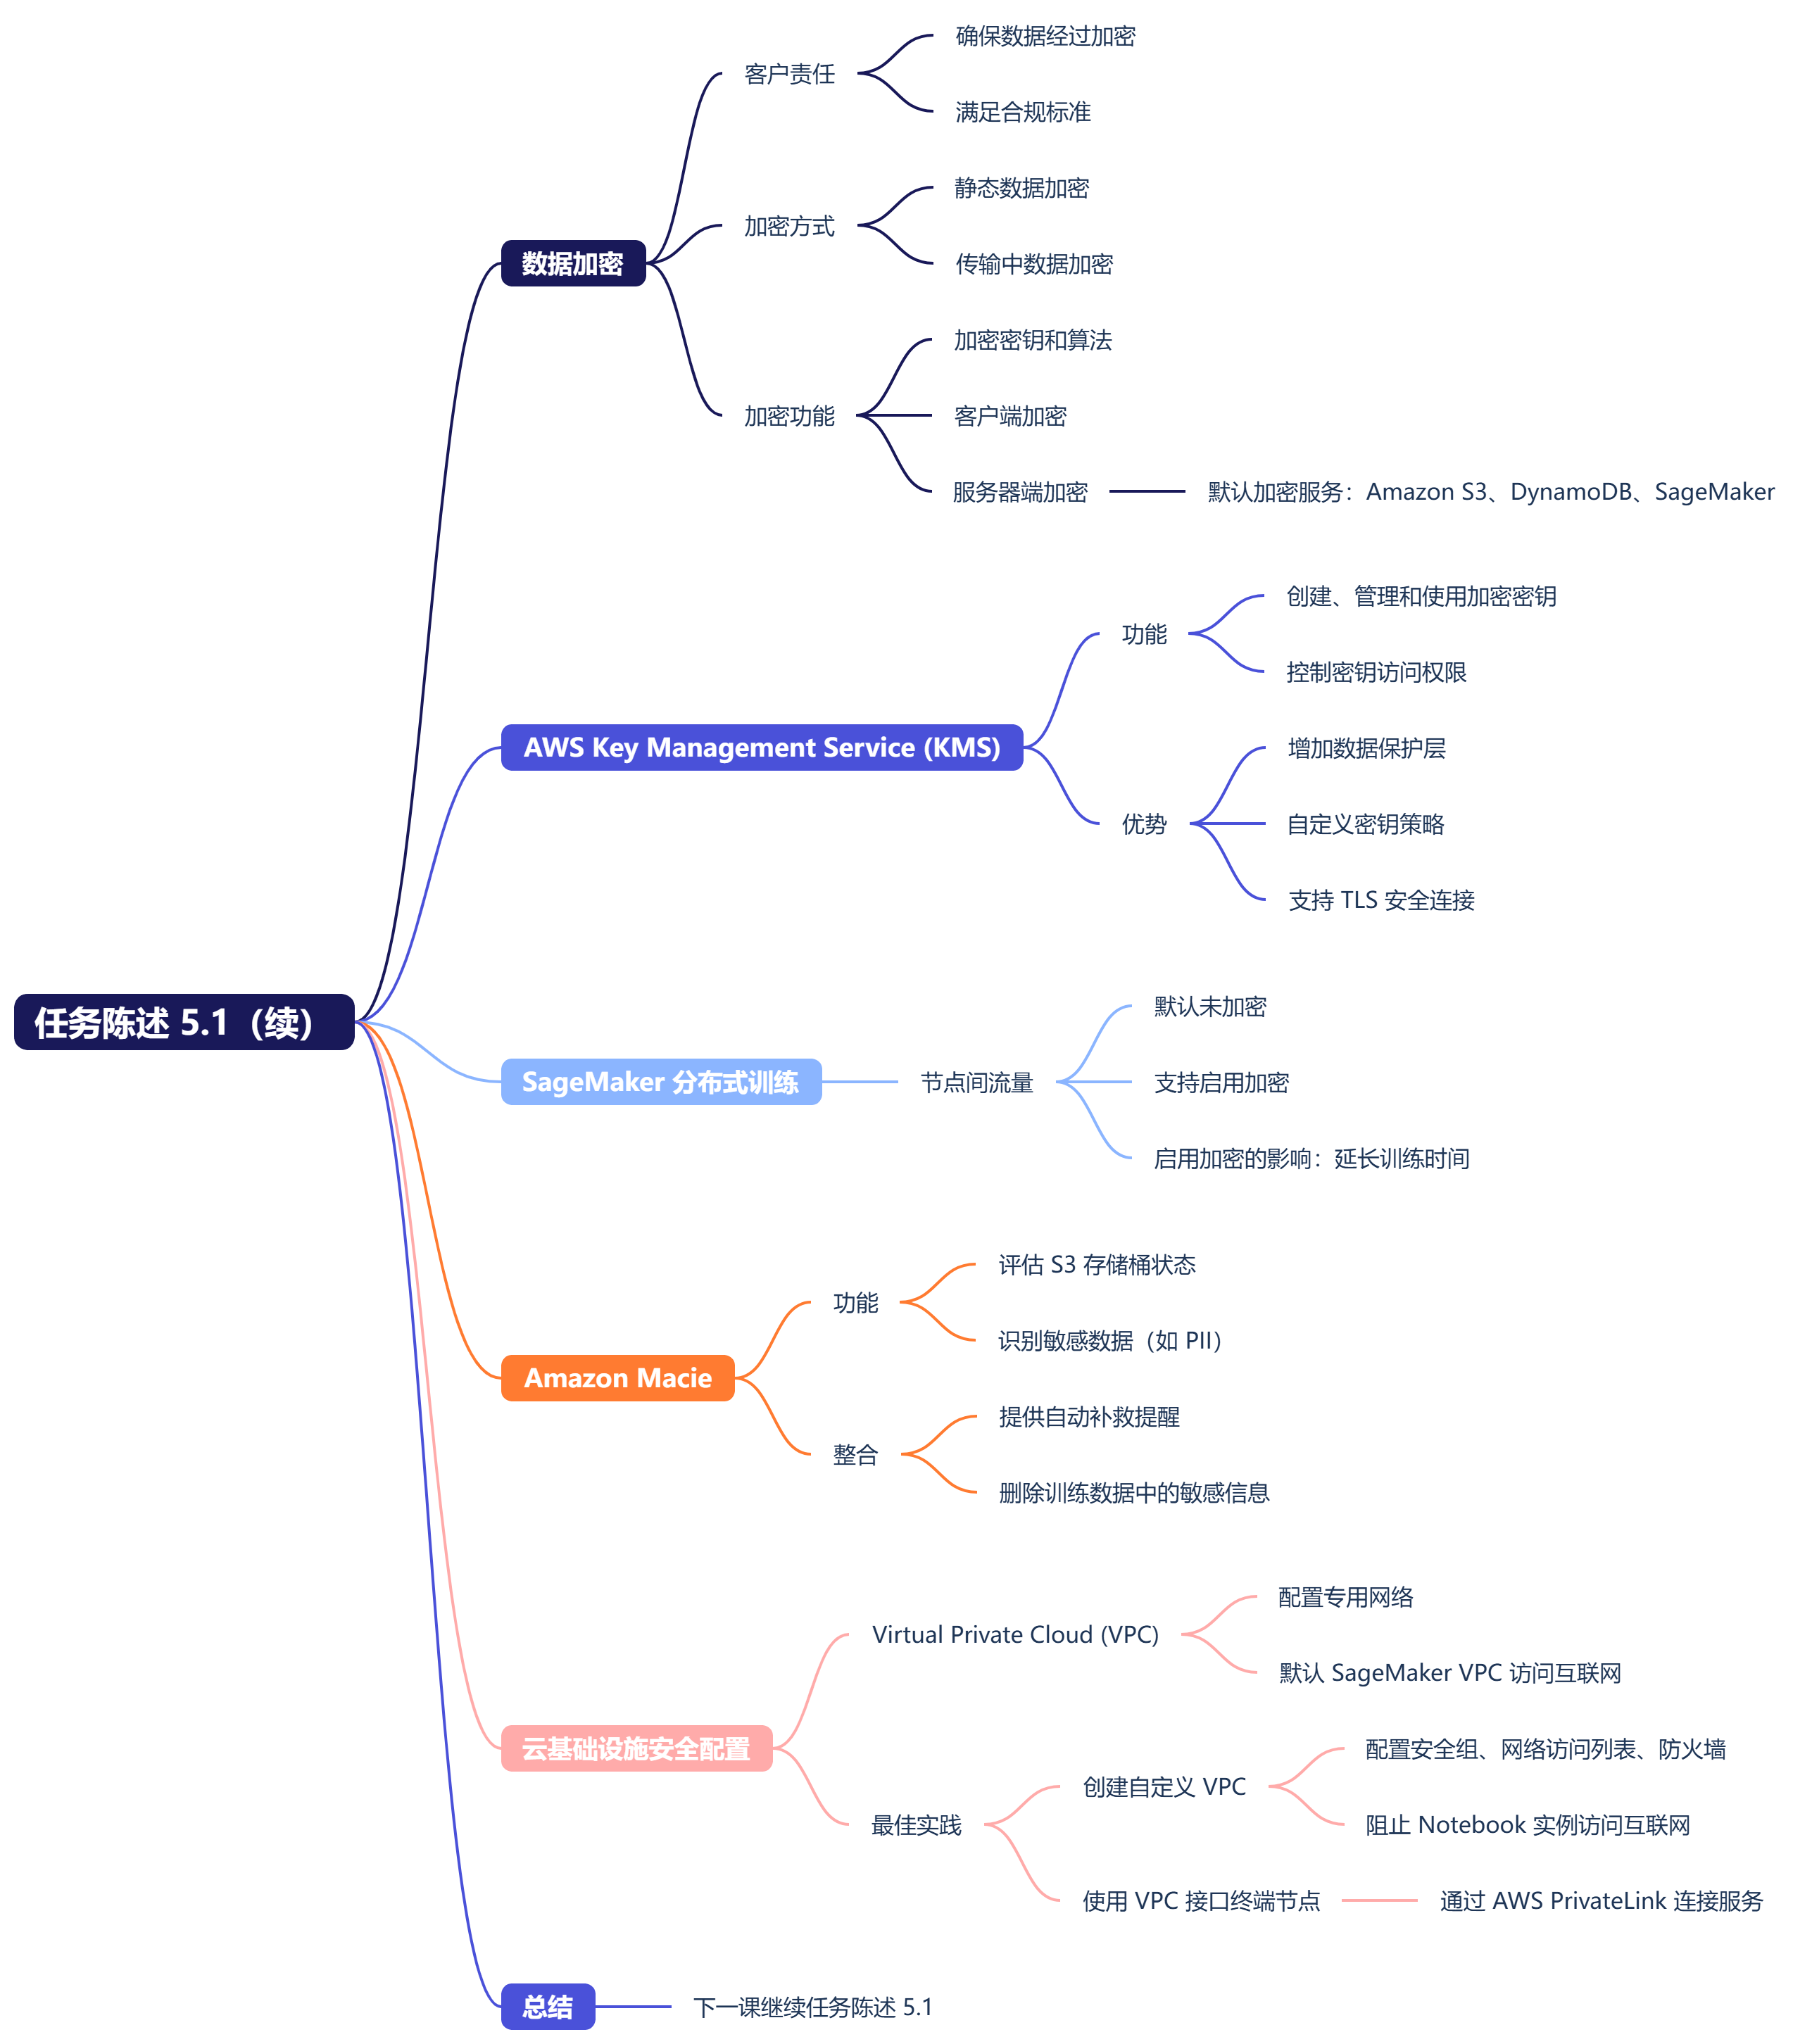 任务陈述 5.1（续）
数据加密
客户责任
确保数据经过加密
满足合规标准
加密方式
静态数据加密
传输中数据加密
加密功能
加密密钥和算法
客户端加密
服务器端加密
默认加密服务：Amazon S3、DynamoDB、SageMaker
AWS Key Management Service (KMS)
功能
创建、管理和使用加密密钥
控制密钥访问权限
优势
增加数据保护层
自定义密钥策略
支持 TLS 安全连接
SageMaker 分布式训练
节点间流量
默认未加密
支持启用加密
启用加密的影响：延长训练时间
Amazon Macie
功能
评估 S3 存储桶状态
识别敏感数据（如 PII）
整合
提供自动补救提醒
删除训练数据中的敏感信息
云基础设施安全配置
Virtual Private Cloud (VPC)
配置专用网络
默认 SageMaker VPC 访问互联网
最佳实践
创建自定义 VPC
配置安全组、网络访问列表、防火墙
阻止 Notebook 实例访问互联网
使用 VPC 接口终端节点
通过 AWS PrivateLink 连接服务
总结
下一课继续任务陈述 5.1